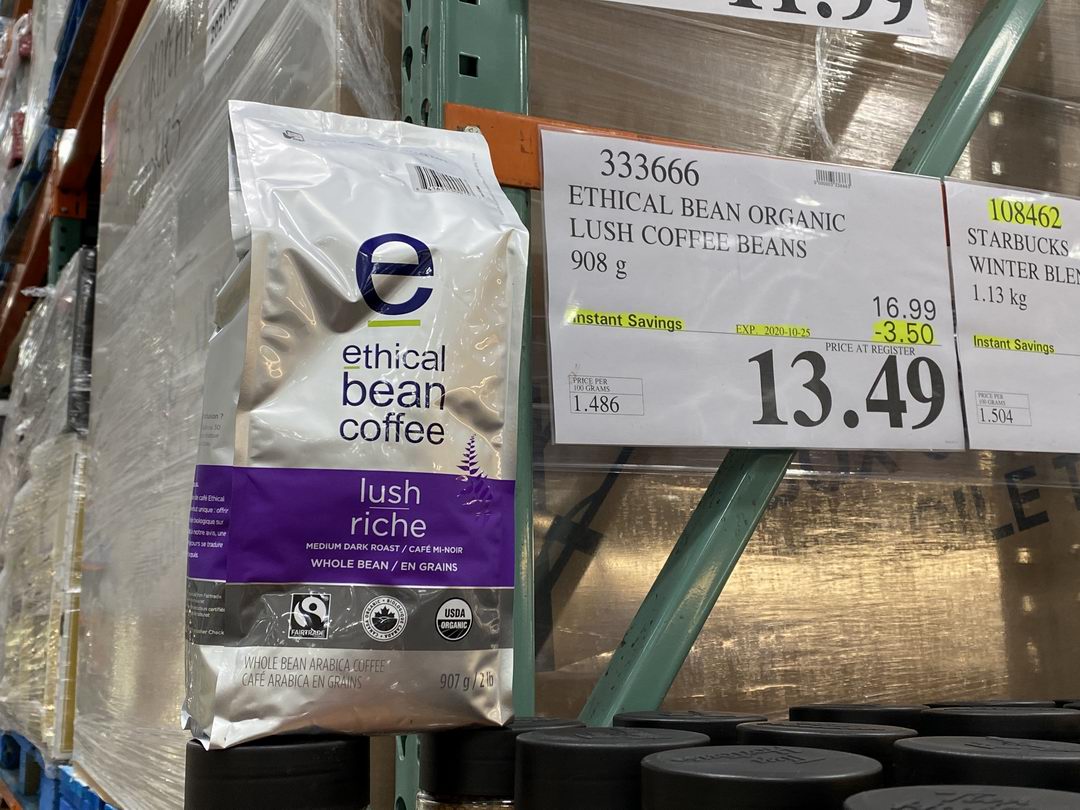 11.99
e
ethical
bean
coffee
lush
riche
MEDIUM DARK ROAST / CAFÉ MI-NOIR
WHOLE BEAN / EN GRAINS
FAIRTRADE
USDA
ORGANIC
WHOLE BEAN ARABICA COFFEE
CAFÉ ARABICA EN GRAINS
907 g / 2 lb
333666
ETHICAL BEAN ORGANIC
LUSH COFFEE BEANS
908 g
16.99
Instant Savings
EXP. 2020-10-25
-3.50
PRICE AT REGISTER
13.49
PRICE PER
100 GRAMS
1.486
108462
STARBUCKS
WINTER BLEN
1.13 kg
Instant Savings
PRICE PER
100 GRAMS
1.504